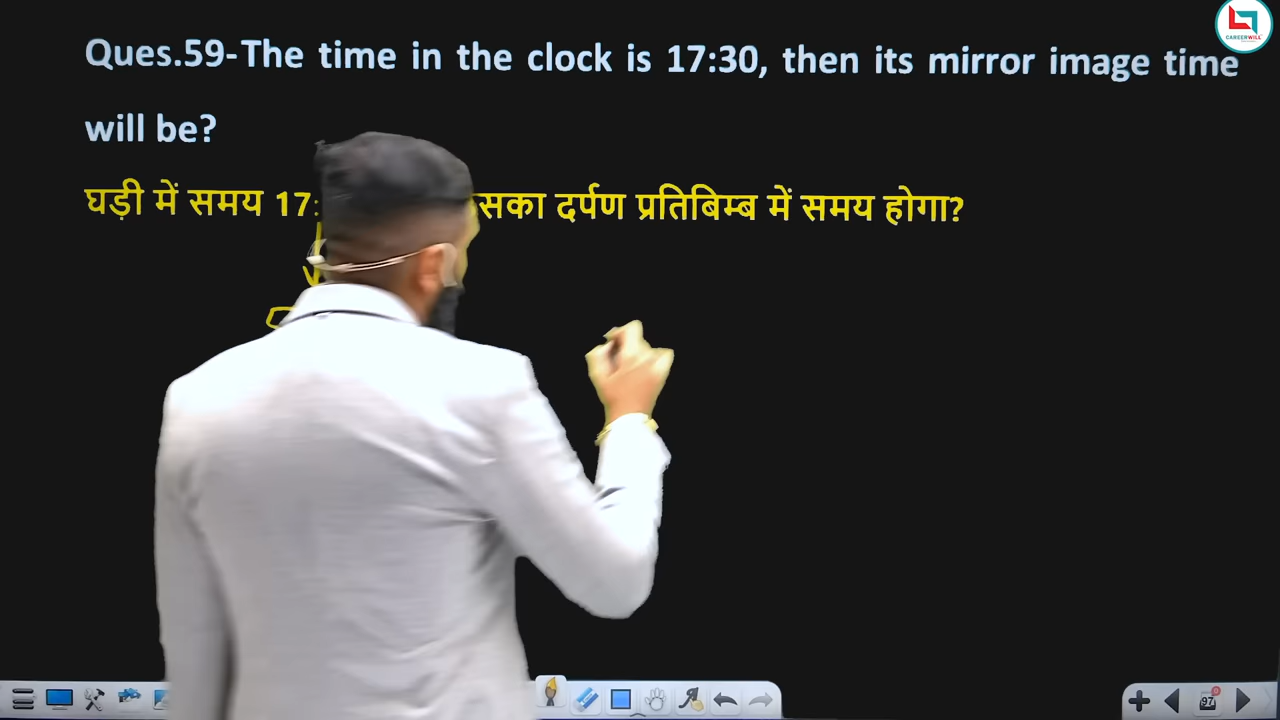 CAREERWILL
Ques.59-The time in the clock is 17:30, then its mirror image time
will be?
घड़ी में समय 17: सका दर्पण प्रतिबिम्ब में समय होगा?
97